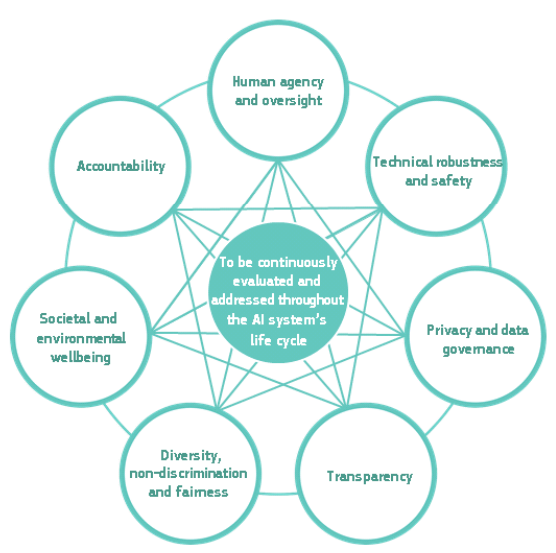 Human agency
and oversight
Technical robustness
and safety
Privacy and data
governance
Transparency
Diversity,
non-discrimination
and fairness
Societal and
environmental
wellbeing
Accountability
To be continuously
evaluated and
addressed throughout
the AI system's
life cycle